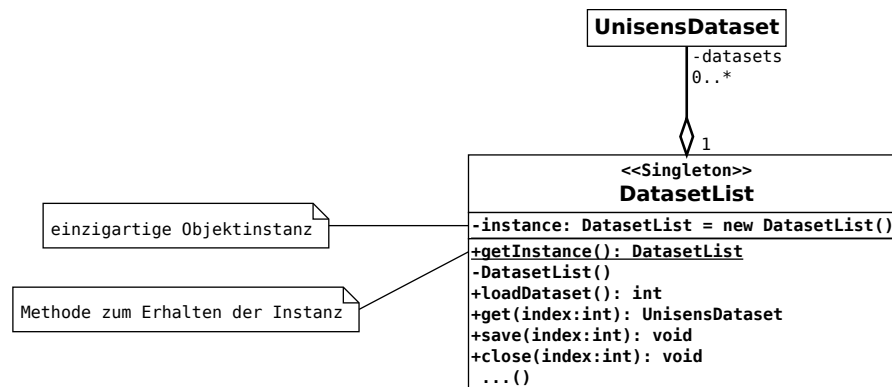 UnisensDataset
-datasets
0..*
1
<<Singleton>>
DatasetList
einzigartige Objektinstanz
-instance: DatasetList = new DatasetList()
+getInstance(): DatasetList
-DatasetList()
Methode zum Erhalten der Instanz
+loadDataset(): int
+get(index:int): UnisensDataset
+save(index:int): void
+close(index:int): void
...()